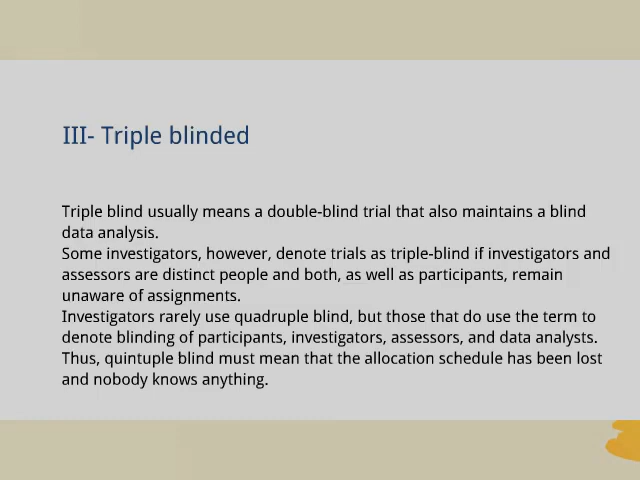 III- Triple blinded
Triple blind usually means a double-blind trial that also maintains a blind
data analysis.
Some investigators, however, denote trials as triple-blind if investigators and
assessors are distinct people and both, as well as participants, remain
unaware of assignments.
Investigators rarely use quadruple blind, but those that do use the term to
denote blinding of participants, investigators, assessors, and data analysts.
Thus, quintuple blind must mean that the allocation schedule has been lost
and nobody knows anything.